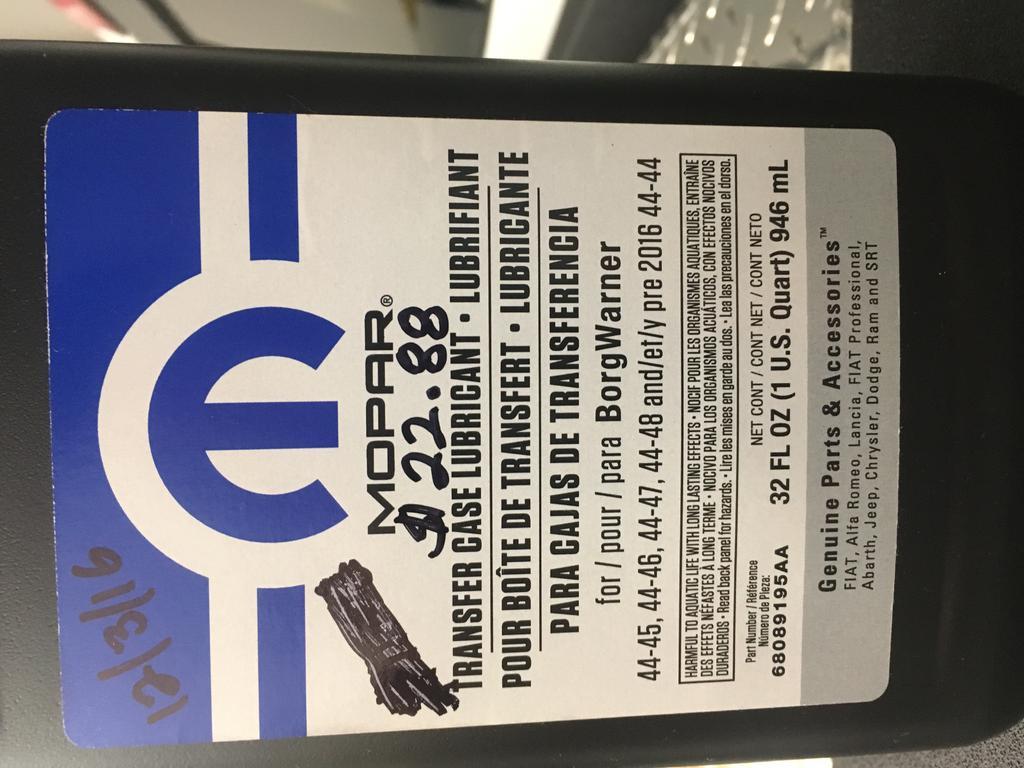 12/3/16
MOPAR®
$22.88
TRANSFER CASE LUBRICANT • LUBRIFIANT
POUR BOÎTE DE TRANSFERT • LUBRICANTE
PARA CAJAS DE TRANSFERENCIA
for / pour / para BorgWarner
44-45, 44-46, 44-47, 44-48 and/et/y pre 2016 44-44
HARMFUL TO AQUATIC LIFE WITH LONG LASTING EFFECTS • NOCIF POUR LES ORGANISMES AQUATIQUES, ENTRAÎNE
DES EFFETS NÉFASTES À LONG TERME • NOCIVO PARA LOS ORGANISMOS ACUÁTICOS, CON EFECTOS NOCIVOS
DURADEROS • Read back panel for hazards. • Lire les mises en garde au dos. • Lea las precauciones en el dorso.
Part Number / Référence
Número de Pieza:
68089195AA
NET CONT / CONT NET / CONT NETO
32 FL OZ (1 U.S. Quart) 946 mL
Genuine Parts & Accessories™
FIAT, Alfa Romeo, Lancia, FIAT Professional,
Abarth, Jeep, Chrysler, Dodge, Ram and SRT